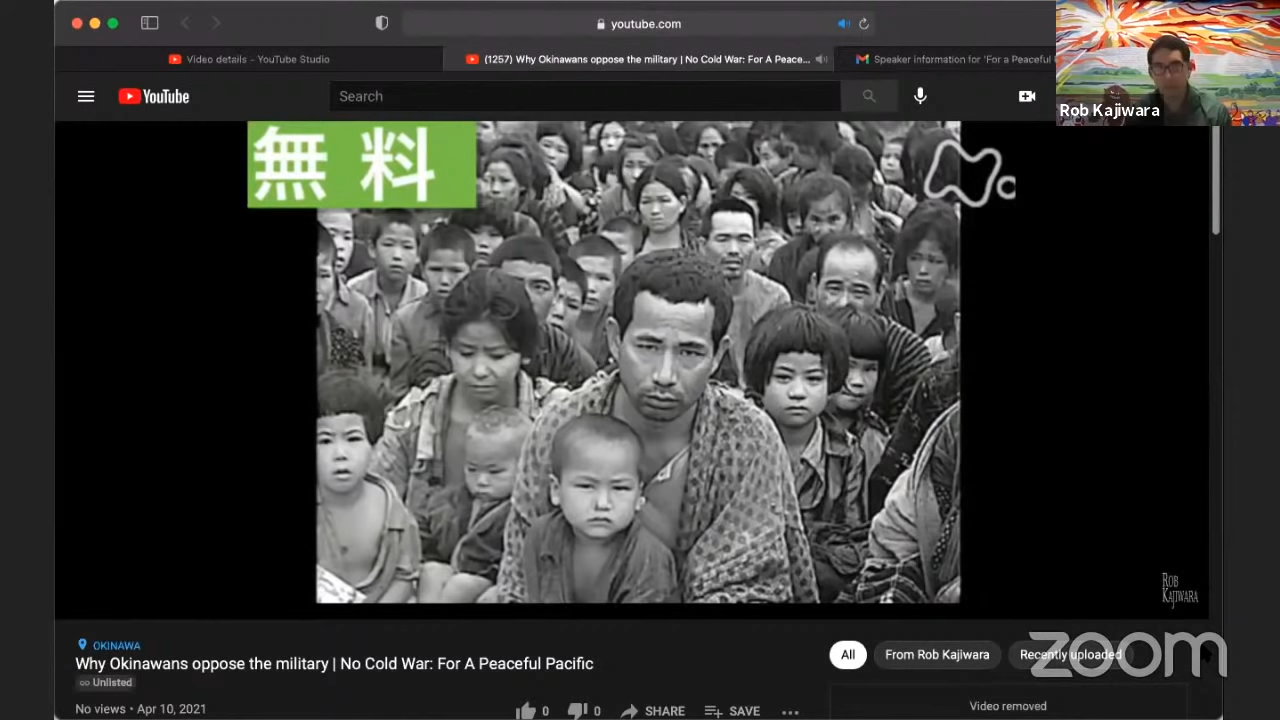 youtube.com
Video details - YouTube Studio
(1257) Why Okinawans oppose the military | No Cold War: For A Peace...
Speaker information for 'For a Peaceful
Rob Kajiwara
YouTube
Search
無料
ROB
KAJIWARA
OKINAWA
Why Okinawans oppose the military | No Cold War: For A Peaceful Pacific
Unlisted
No views • Apr 10, 2021
0
0
SHARE
SAVE
All
From Rob Kajiwara
Recently uploaded
zoom
Video removed